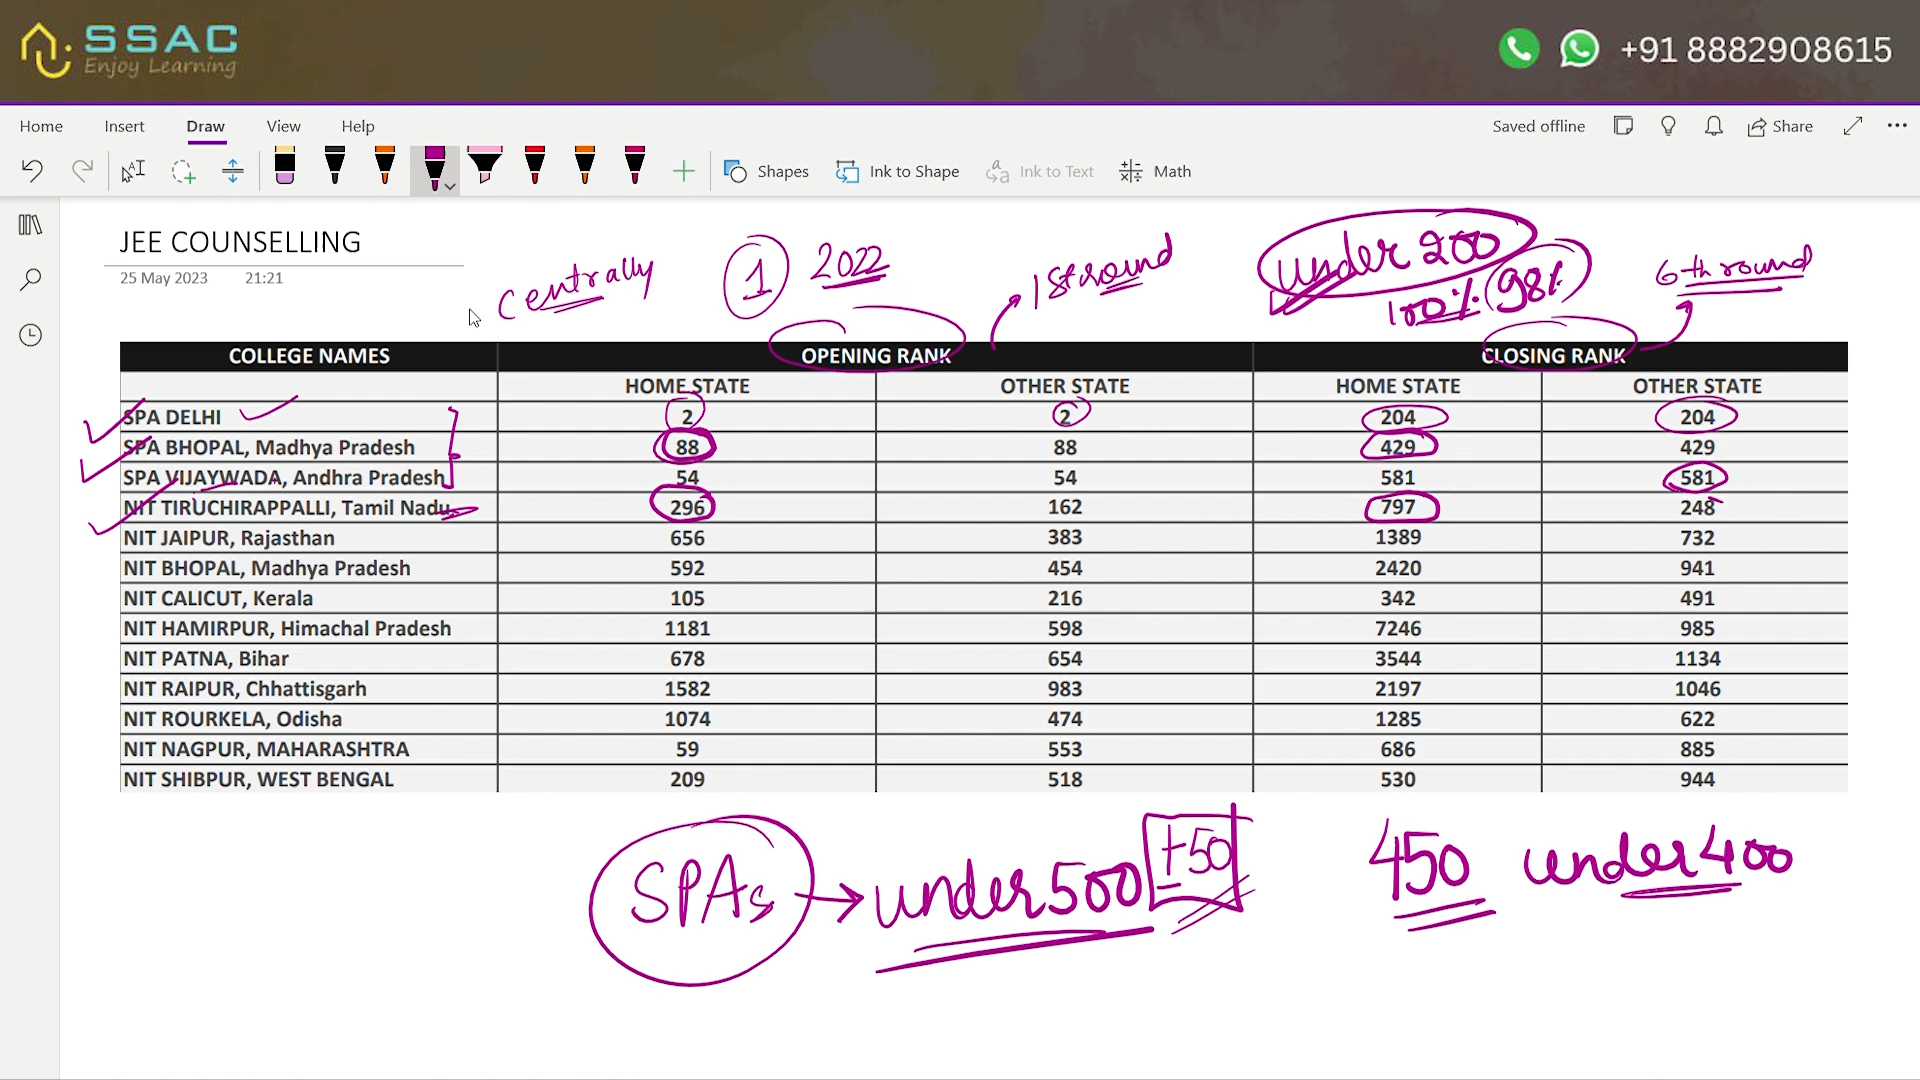 SSAC
Enjoy Learning
+91 8882908615
Home Insert Draw View Help
Saved offline Share
Shapes Ink to Shape Ink to Text Math
JEE COUNSELLING
25 May 2023 21:21
Centrally
1 2022
1st round
under 200
100% 98%
6th round
COLLEGE NAMES OPENING RANK CLOSING RANK
HOME STATE OTHER STATE HOME STATE OTHER STATE
SPA DELHI 2 2 204 204
SPA BHOPAL, Madhya Pradesh 88 88 429 429
SPA VIJAYWADA, Andhra Pradesh 54 54 581 581
NIT TIRUCHIRAPPALLI, Tamil Nadu 296 162 797 248
NIT JAIPUR, Rajasthan 656 383 1389 732
NIT BHOPAL, Madhya Pradesh 592 454 2420 941
NIT CALICUT, Kerala 105 216 342 491
NIT HAMIRPUR, Himachal Pradesh 1181 598 7246 985
NIT PATNA, Bihar 678 654 3544 1134
NIT RAIPUR, Chhattisgarh 1582 983 2197 1046
NIT ROURKELA, Odisha 1074 474 1285 622
NIT NAGPUR, MAHARASHTRA 59 553 686 885
NIT SHIBPUR, WEST BENGAL 209 518 530 944
SPAs → under 500 ±50 450 under 400